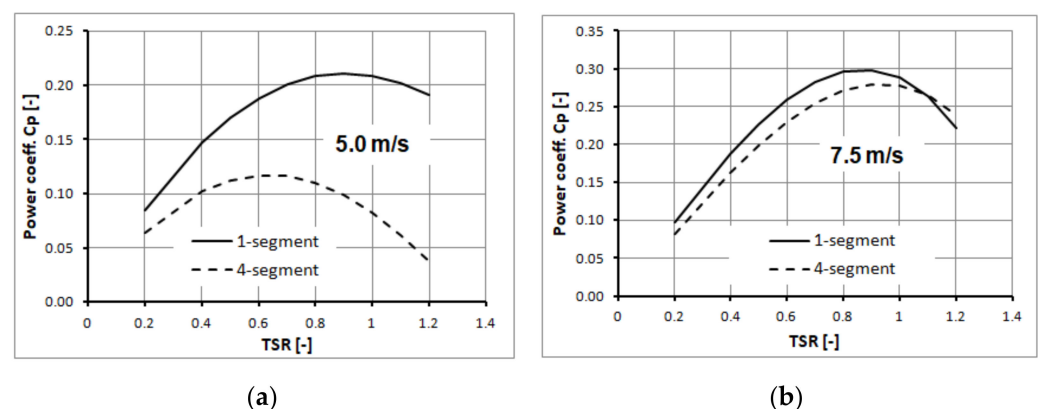 0.25
0.20
0.15
0.10
0.05
0.00
0
0.2
0.4
0.6
0.8
1
1.2
1.4
Power coeff. Cp [-]
TSR [-]
5.0 m/s
1-segment
4-segment
(a)
0.35
0.30
0.25
0.20
0.15
0.10
0.05
0.00
0
0.2
0.4
0.6
0.8
1
1.2
1.4
Power coeff. Cp [-]
TSR [-]
7.5 m/s
1-segment
4-segment
(b)